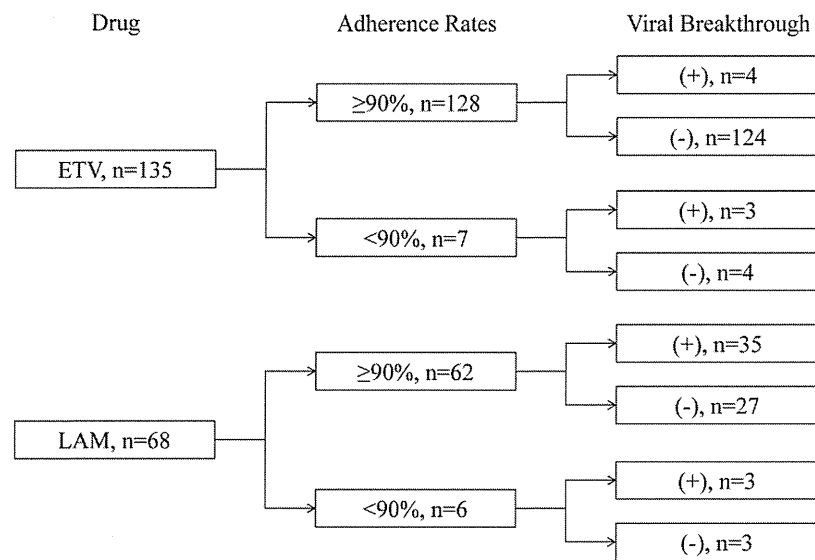 Drug Adherence Rates Viral Breakthrough
(+), n=4
≥90%, n=128
(-), n=124
ETV, n=135
(+), n=3
<90%, n=7
(-), n=4
(+), n=35
≥90%, n=62
(-), n=27
LAM, n=68
(+), n=3
<90%, n=6
(-), n=3